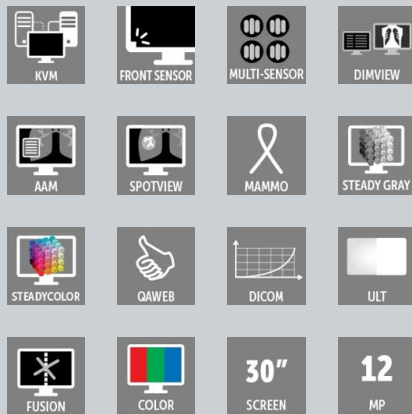 KVM
FRONT SENSOR
MULTI-SENSOR
DIMVIEW
AAM
SPOTVIEW
MAMMO
STEADY GRAY
STEADYCOLOR
QAWEB
DICOM
ULT
FUSION
COLOR
30"
SCREEN
12
MP